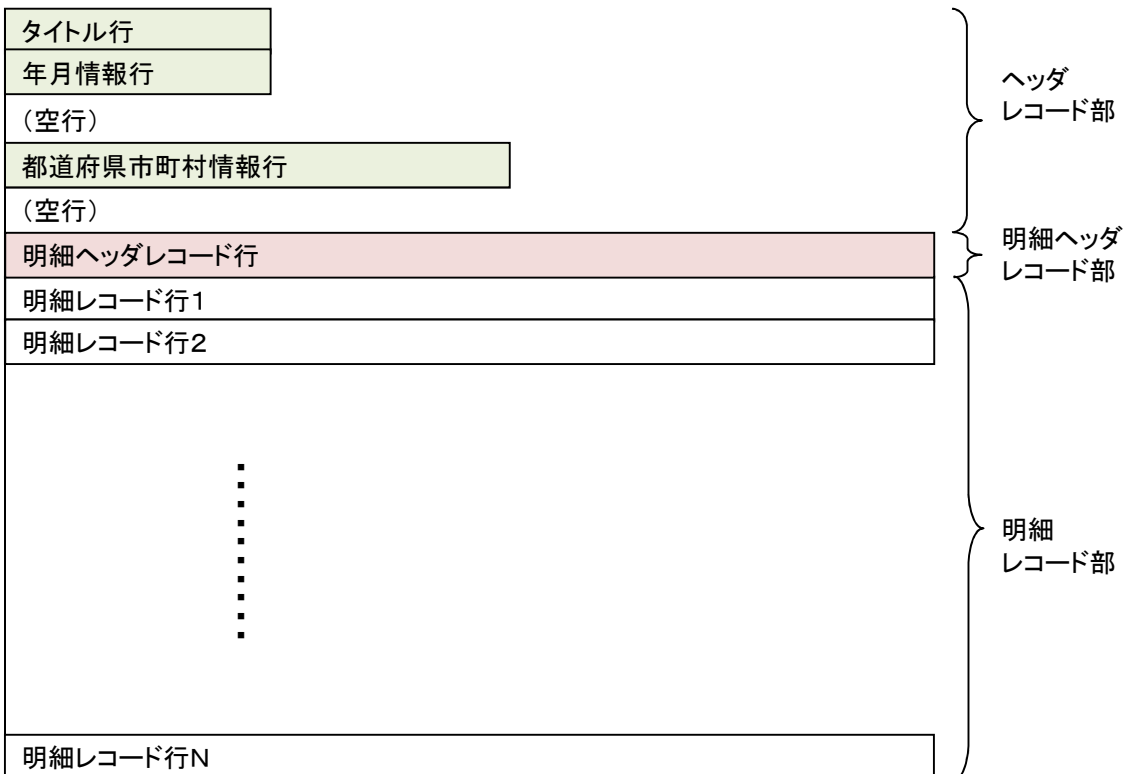 タイトル行
年月情報行
（空行）
都道府県市町村情報行
（空行）
明細ヘッダレコード行
明細レコード行1
明細レコード行2
明細レコード行N
ヘッダ
レコード部
明細ヘッダ
レコード部
明細
レコード部